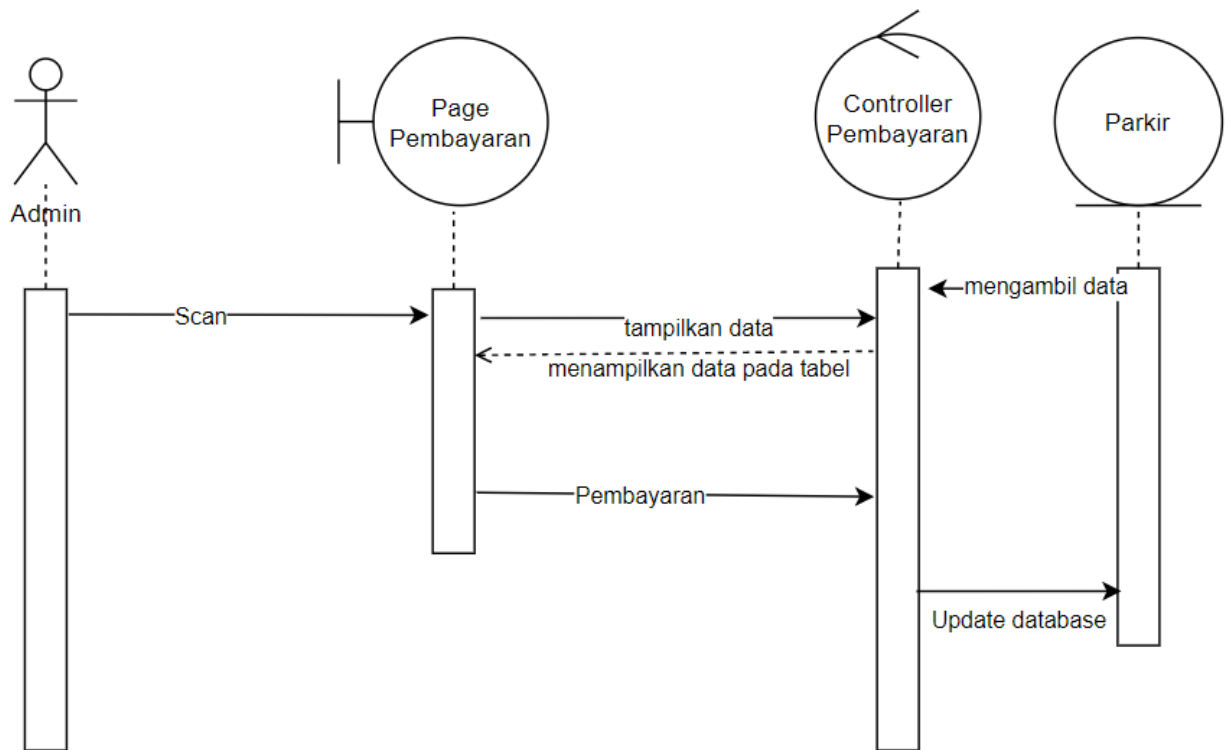 Admin
Page
Pembayaran
Controller
Pembayaran
Parkir
mengambil data
Scan
tampilkan data
menampilkan data pada tabel
Pembayaran
Update database